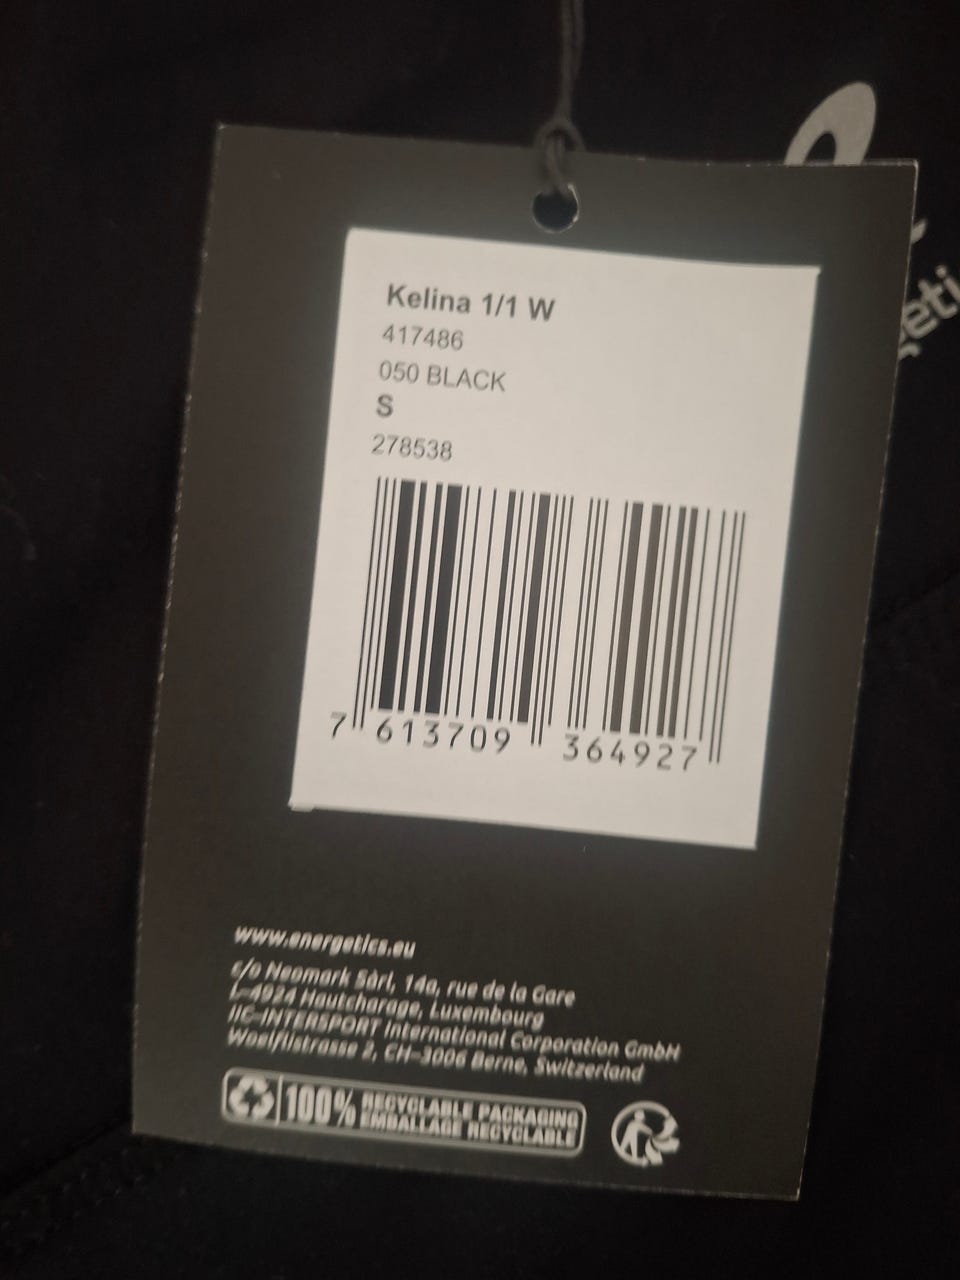 Kelina 1/1 W
417486
050 BLACK
S
278538
7 613709 364927
www.energetics.eu
c/o Neomark Sàrl, 14a, rue de la Gare
L-4924 Hautcharage, Luxembourg
IIC-INTERSPORT International Corporation GmbH
Woelflistrasse 2, CH-3006 Berne, Switzerland
100% RECYCLABLE PACKAGING
EMBALLAGE RECYCLABLE